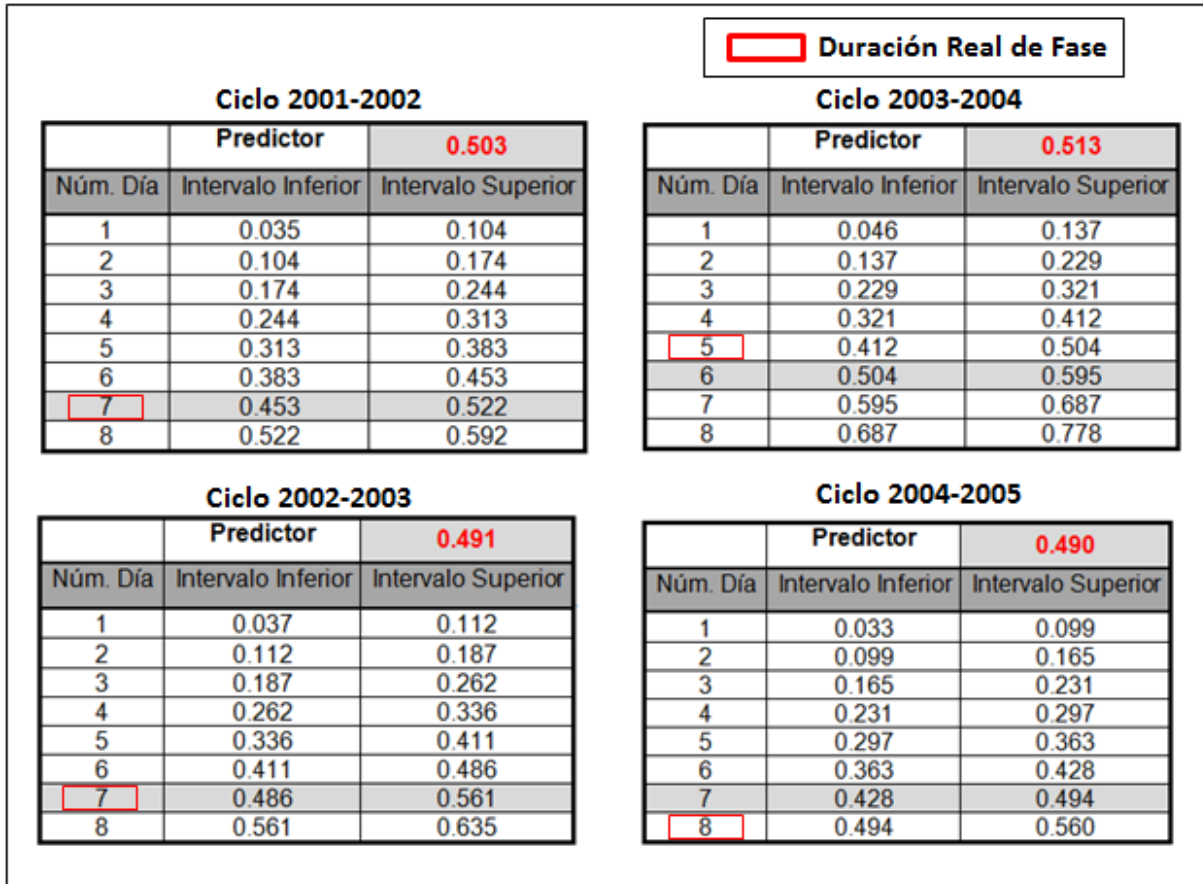 Duración Real de Fase
Ciclo 2001-2002
Predictor 0.503
Núm. Día Intervalo Inferior Intervalo Superior
1 0.035 0.104
2 0.104 0.174
3 0.174 0.244
4 0.244 0.313
5 0.313 0.383
6 0.383 0.453
7 0.453 0.522
8 0.522 0.592
Ciclo 2003-2004
Predictor 0.513
Núm. Día Intervalo Inferior Intervalo Superior
1 0.046 0.137
2 0.137 0.229
3 0.229 0.321
4 0.321 0.412
5 0.412 0.504
6 0.504 0.595
7 0.595 0.687
8 0.687 0.778
Ciclo 2002-2003
Predictor 0.491
Núm. Día Intervalo Inferior Intervalo Superior
1 0.037 0.112
2 0.112 0.187
3 0.187 0.262
4 0.262 0.336
5 0.336 0.411
6 0.411 0.486
7 0.486 0.561
8 0.561 0.635
Ciclo 2004-2005
Predictor 0.490
Núm. Día Intervalo Inferior Intervalo Superior
1 0.033 0.099
2 0.099 0.165
3 0.165 0.231
4 0.231 0.297
5 0.297 0.363
6 0.363 0.428
7 0.428 0.494
8 0.494 0.560